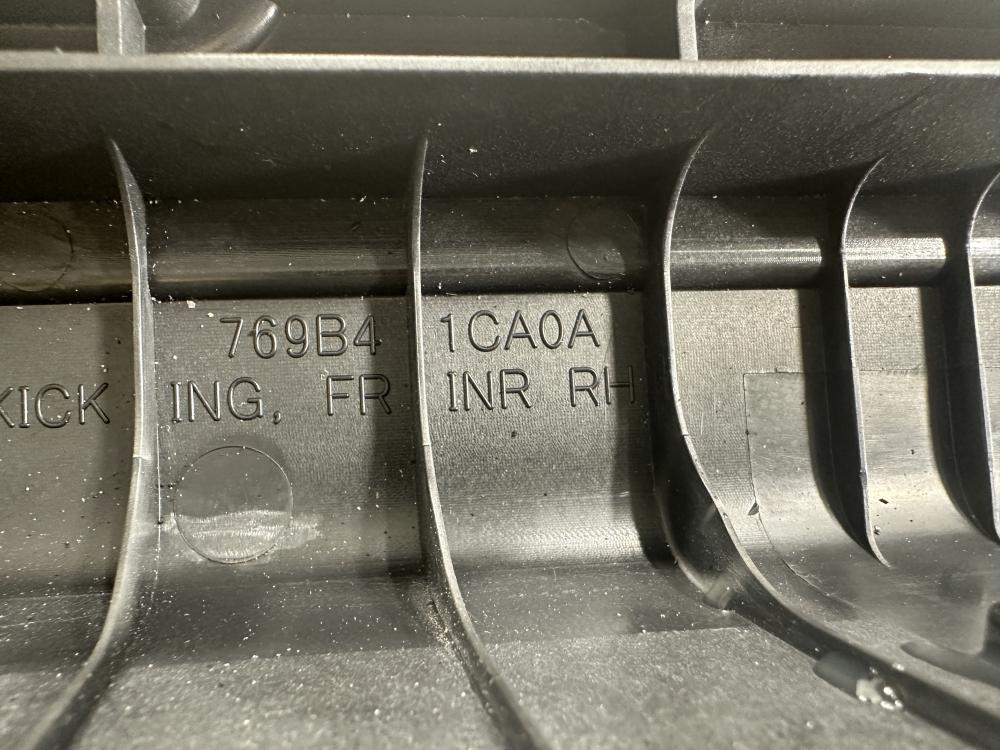 769B4 1CA0A
KICK ING, FR INR RH